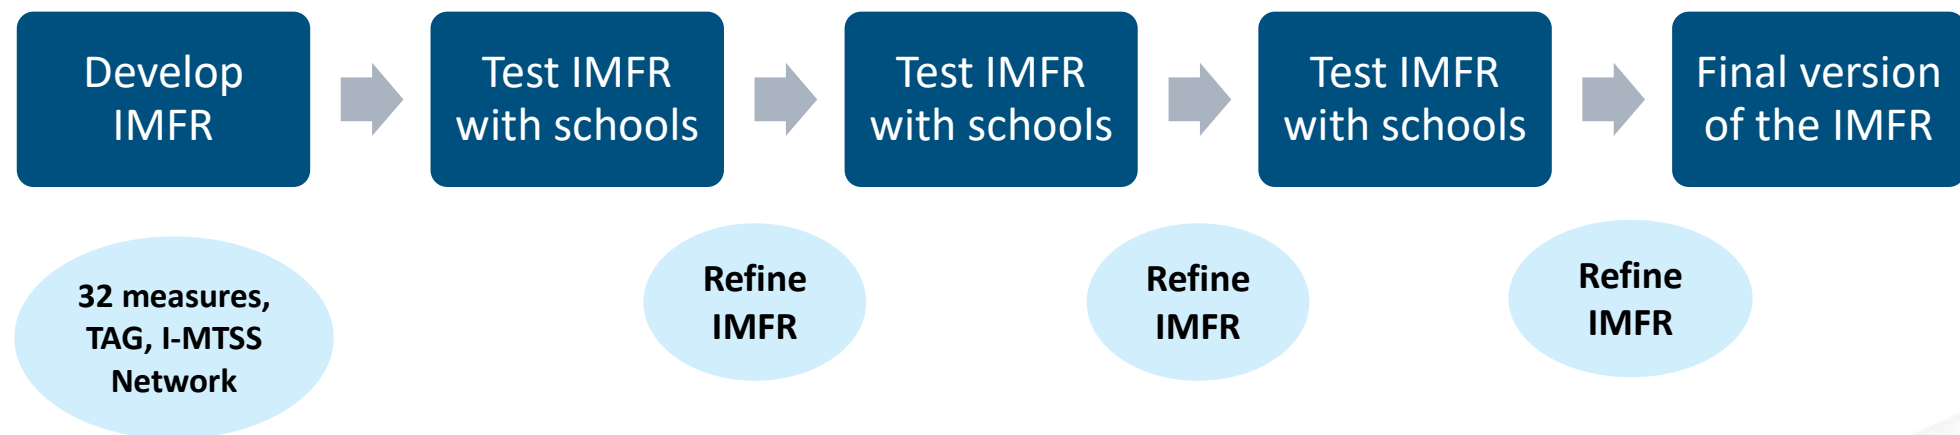 Develop
IMFR
Test IMFR
with schools
Test IMFR
with schools
Test IMFR
with schools
Final version
of the IMFR
32 measures,
TAG, I-MTSS
Network
Refine
IMFR
Refine
IMFR
Refine
IMFR